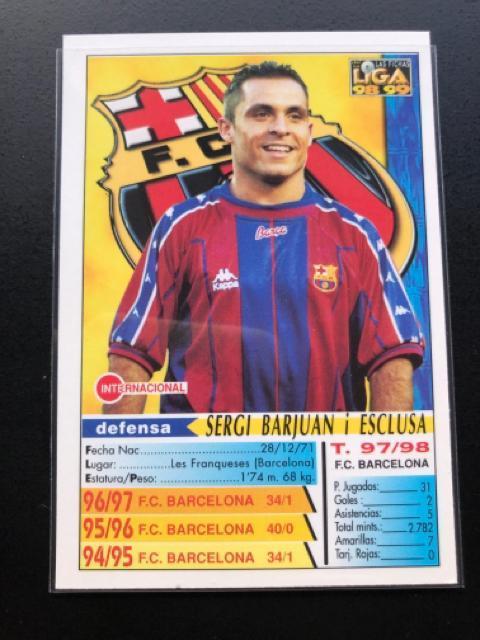 LAS FICHAS
LIGA
98 99
F. C
Barça
Kappa
INTERNACIONAL
defensa
SERGI BARJUAN i ESCLUSA
Fecha Nac. 28/12/71
Lugar: Les Franqueses (Barcelona)
Estatura/Peso: 1'74 m. 68 kg.
96/97 F.C. BARCELONA 34/1
95/96 F.C. BARCELONA 40/0
94/95 F.C. BARCELONA 34/1
T. 97/98
F.C. BARCELONA
P. Jugados: 31
Goles : 2
Asistencias: 5
Total mints.: 2.782
Amarillas: 7
Tarj. Rojas: 0